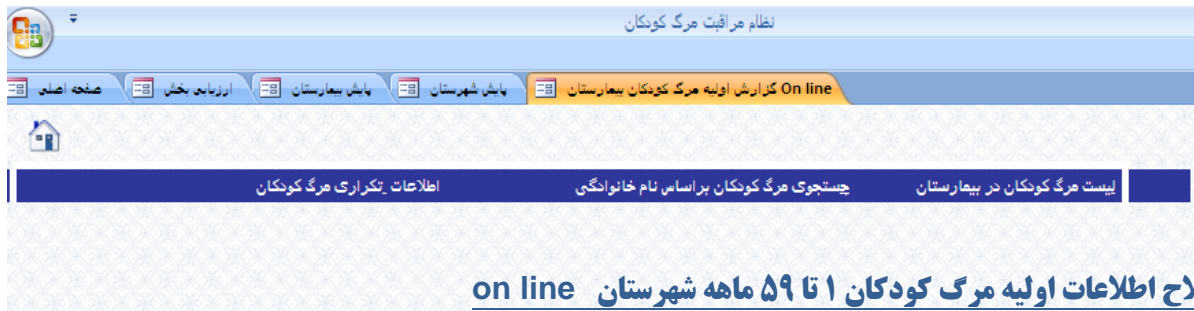 نظام مراقبت مرگ کودکان
On line گزارش اولیه مرگ کودکان بیمارستان پایش شهرستان پایش بیمارستان ارزیابی بخش صفحه اصلی
لیست مرگ کودکان در بیمارستان جستجوی مرگ کودکان براساس نام خانوادگی اطلاعات تکراری مرگ کودکان
لاح اطلاعات اولیه مرگ کودکان ۱ تا ۵۹ ماهه شهرستان on line